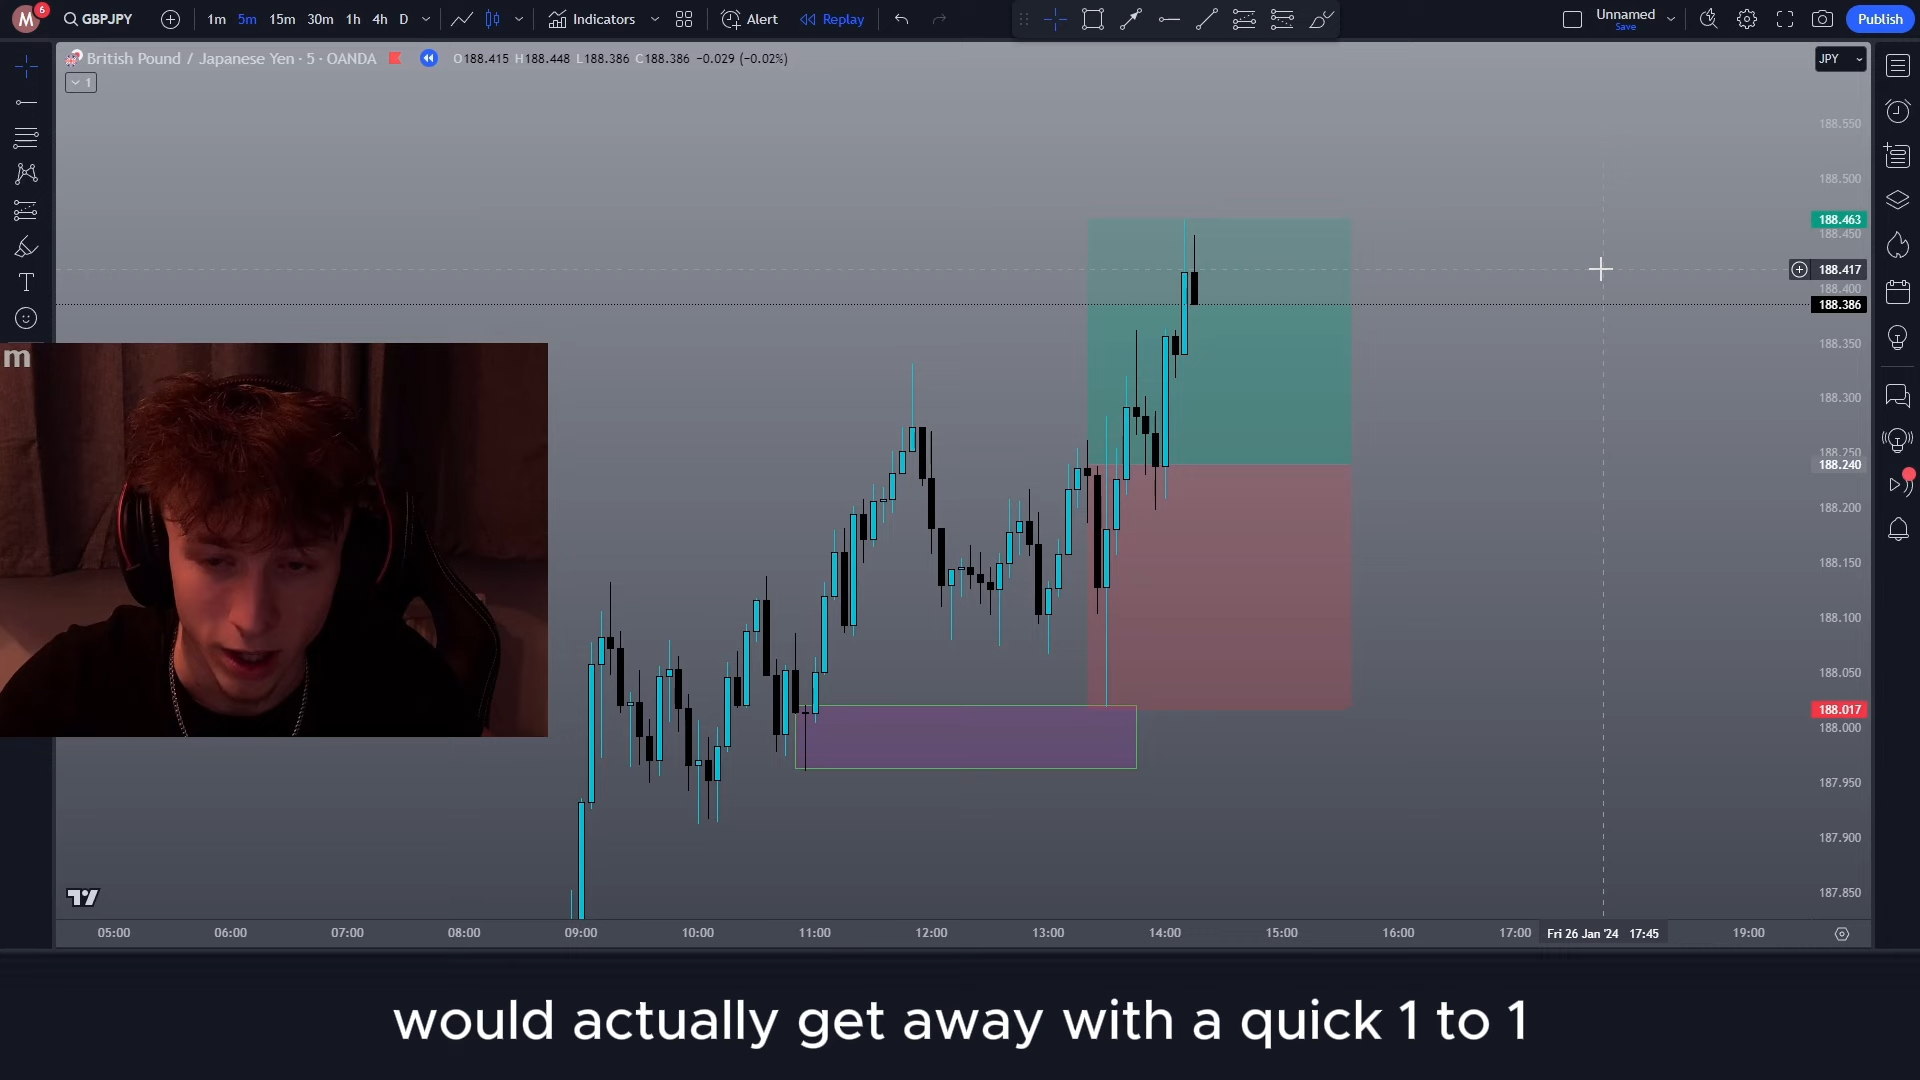 M
6
GBPJPY
1m 5m 15m 30m 1h 4h D
Indicators
Alert
Replay
Unnamed
Save
Publish
British Pound / Japanese Yen · 5 · OANDA
O188.415 H188.448 L188.386 C188.386 −0.029 (−0.02%)
1
JPY
188.550
188.500
188.463
188.450
188.417
188.400
188.386
188.350
188.300
188.250
188.240
188.200
188.150
188.100
188.050
188.017
188.000
187.950
187.900
187.850
m
05:00 06:00 07:00 08:00 09:00 10:00 11:00 12:00 13:00 14:00 15:00 16:00 17:00 Fri 26 Jan '24 17:45 19:00
would actually get away with a quick 1 to 1